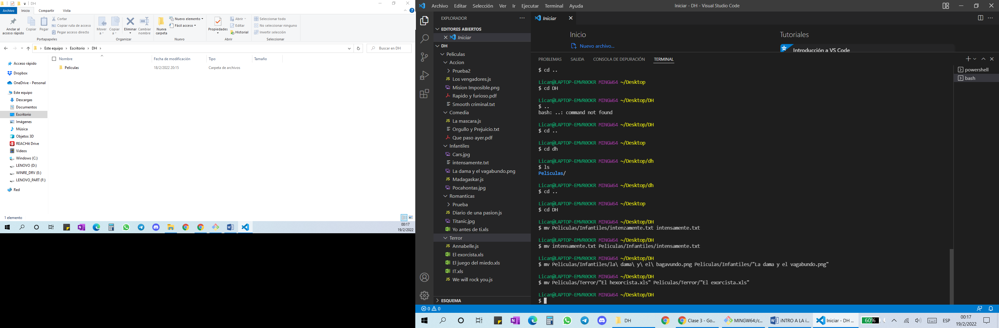 DH
Archivo Inicio Compartir Vista
Anclar al acceso rápido
Copiar
Pegar
Cortar
Copiar ruta de acceso
Pegar acceso directo
Portapapeles
Mover a
Copiar a
Eliminar
Cambiar nombre
Organizar
Nueva carpeta
Nuevo elemento
Fácil acceso
Nuevo
Propiedades
Abrir
Editar
Historial
Abrir
Seleccionar todo
No seleccionar ninguno
Invertir selección
Seleccionar
Este equipo > Escritorio > DH >
Buscar en DH
Nombre Fecha de modificación Tipo Tamaño
Peliculas 18/2/2022 20:15 Carpeta de archivos
Acceso rápido
Dropbox
OneDrive - Personal
Este equipo
Descargas
Documentos
Escritorio
Imágenes
Música
Objetos 3D
REACHit Drive
Videos
Windows (C:)
LENOVO (D:)
WINRE_DRV (E:)
LENOVO_PART (F:)
Red
1 elemento
00:17
19/2/2022
Archivo Editar Selección Ver Ir Ejecutar Terminal Ayuda
Iniciar - DH - Visual Studio Code
EXPLORADOR
EDITORES ABIERTOS
Iniciar
DH
Peliculas
Accion
Prueba2
Los vengadores.js
Mision Imposible.png
Rapido y furioso.pdf
Smooth criminal.txt
Comedia
La mascara.js
Orgullo y Prejuicio.txt
Que paso ayer.pdf
Infantiles
Cars.jpg
intensamente.txt
La dama y el vagabundo.png
Madagaskar.js
Pocahontas.jpg
Romanticas
Prueba
Diario de una pasion.js
Titanic.jpg
Yo antes de ti.xls
Terror
Annabelle.js
El exorcista.xls
El juego del miedo.xls
IT.xls
We will rock you.js
ESQUEMA
Iniciar
Inicio
Nuevo archivo...
Tutoriales
Introducción a VS Code
PROBLEMAS SALIDA CONSOLA DE DEPURACIÓN TERMINAL
powershell
bash
$ cd ..
Lican@LAPTOP-EMVR0OKR MINGW64 ~/Desktop
$ cd DH
Lican@LAPTOP-EMVR0OKR MINGW64 ~/Desktop/DH
$ ..
bash: ..: command not found
Lican@LAPTOP-EMVR0OKR MINGW64 ~/Desktop/DH
$ cd ..
Lican@LAPTOP-EMVR0OKR MINGW64 ~/Desktop
$ cd dh
Lican@LAPTOP-EMVR0OKR MINGW64 ~/Desktop/dh
$ ls
Peliculas/
Lican@LAPTOP-EMVR0OKR MINGW64 ~/Desktop/dh
$ cd ..
Lican@LAPTOP-EMVR0OKR MINGW64 ~/Desktop
$ cd DH
Lican@LAPTOP-EMVR0OKR MINGW64 ~/Desktop/DH
$ mv Peliculas/Infantiles/intenzamente.txt intensamente.txt
Lican@LAPTOP-EMVR0OKR MINGW64 ~/Desktop/DH
$ mv intensamente.txt Peliculas/Infantiles/intensamente.txt
Lican@LAPTOP-EMVR0OKR MINGW64 ~/Desktop/DH
$ mv Peliculas/Infantiles/la\ dama\ y\ el\ bagavundo.png Peliculas/Infantiles/"La dama y el vagabundo.png"
Lican@LAPTOP-EMVR0OKR MINGW64 ~/Desktop/DH
$ mv Peliculas/Terror/"El hexorcista.xls" Peliculas/Terror/"El exorcista.xls"
Lican@LAPTOP-EMVR0OKR MINGW64 ~/Desktop/DH
$
0 0
DH
Clase 3 - Go...
MINGW64:/c...
iNTRO A LA i...
Iniciar - DH ...
60%
ESP
00:17
19/2/2022